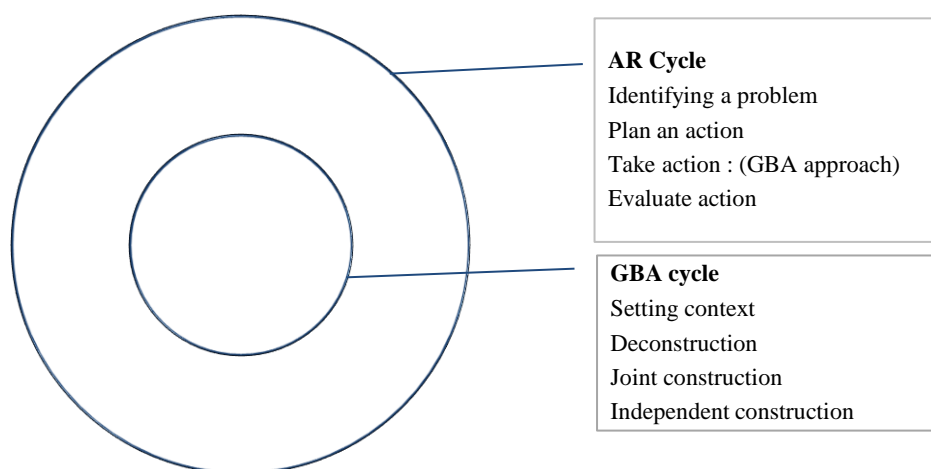 AR Cycle
Identifying a problem
Plan an action
Take action : (GBA approach)
Evaluate action
GBA cycle
Setting context
Deconstruction
Joint construction
Independent construction